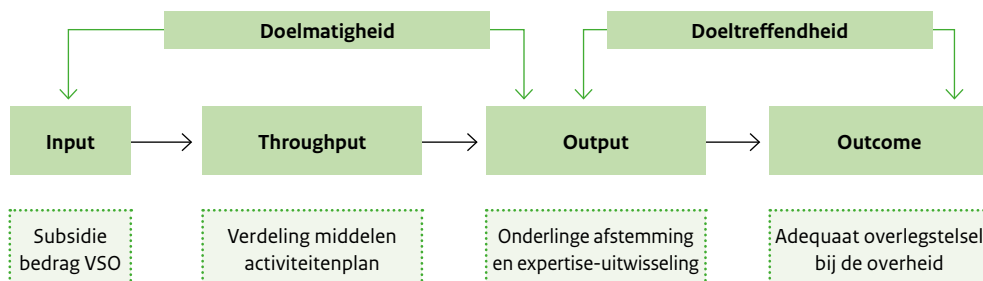 Doelmatigheid
Doeltreffendheid
Input
Throughput
Output
Outcome
Subsidie
bedrag VSO
Verdeling middelen
activiteitenplan
Onderlinge afstemming
en expertise-uitwisseling
Adequaat overlegstelsel
bij de overheid